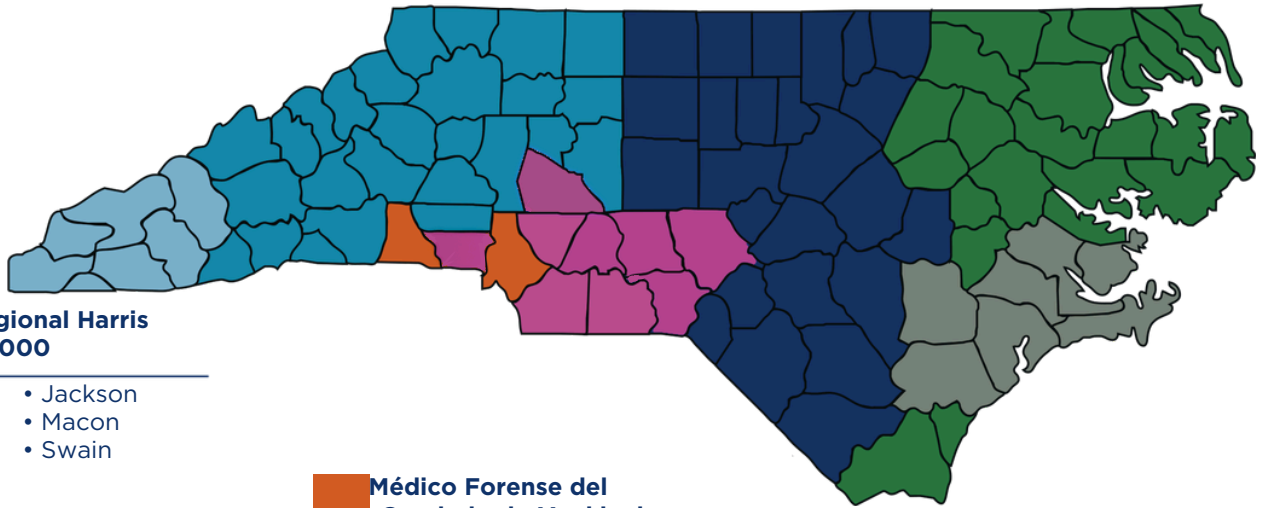 gional Harris
000
• Jackson
• Macon
• Swain
Médico Forense del